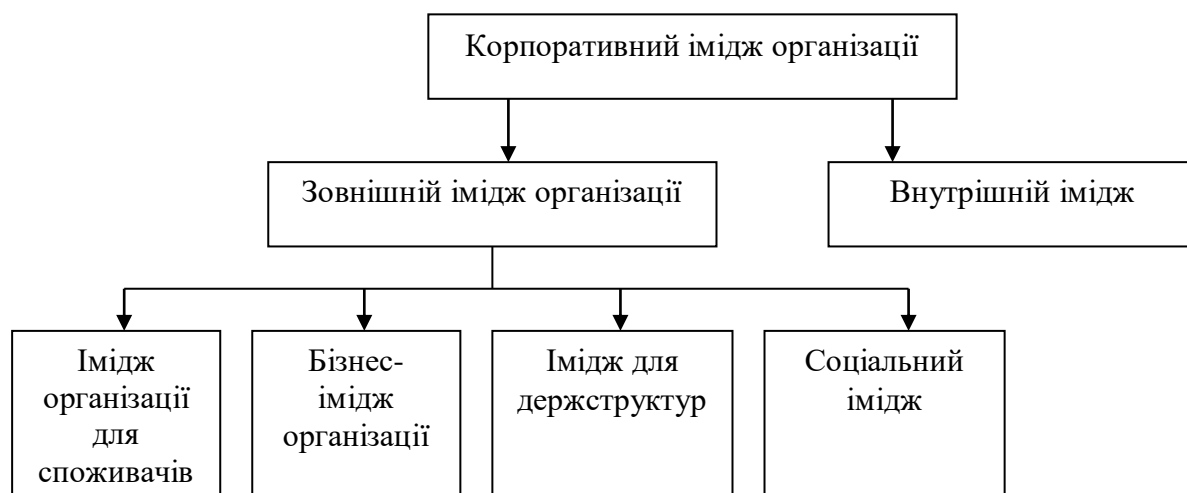 Корпоративний імідж організації
Зовнішній імідж організації
Внутрішній імідж
Імідж
організації
для
споживачів
Бізнес-
імідж
організації
Імідж для
держструктур
Соціальний
імідж